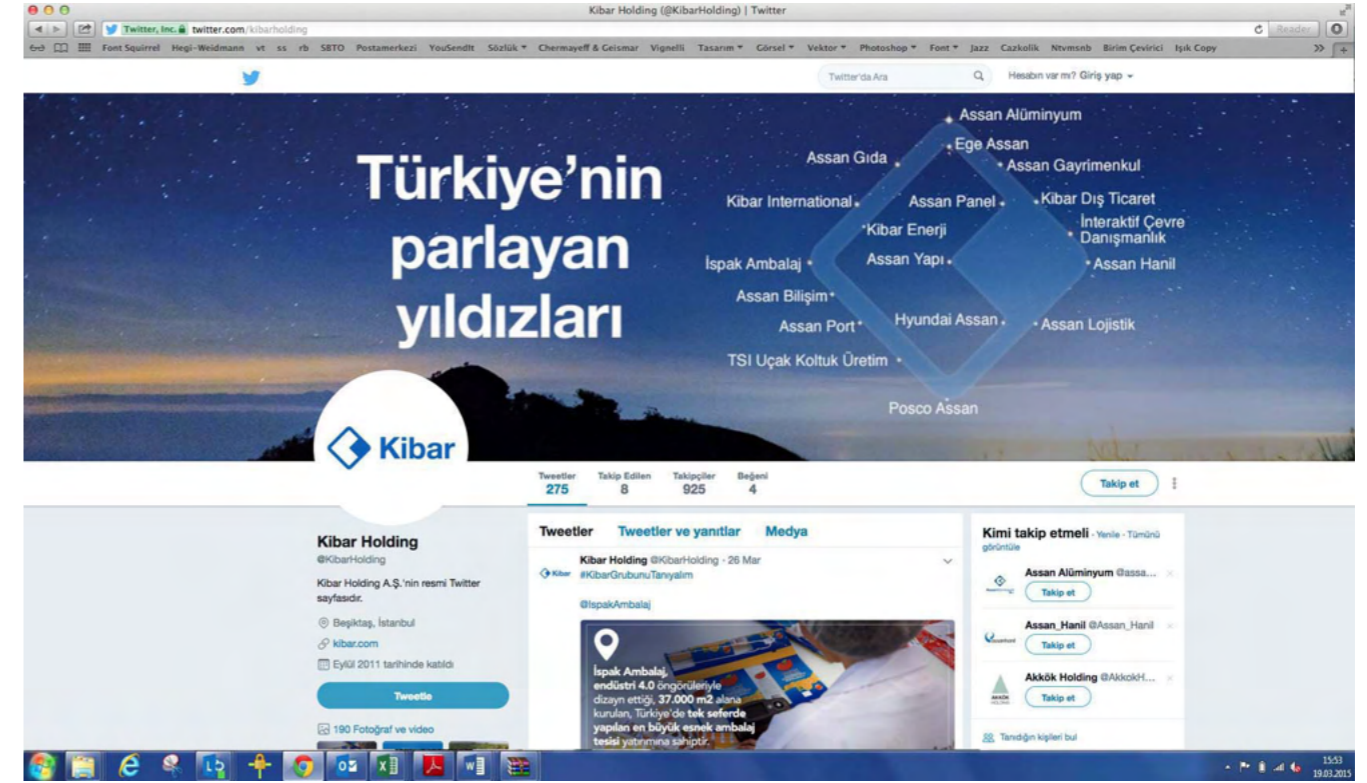 Kibar Holding (@KibarHolding) | Twitter
Twitter, Inc. twitter.com/kibarholding
Reader
Font Squirrel Hegi-Weidmann vt ss rb SBTO Postamerkezi YouSendIt Sözlük Chermayeff & Geismar Vignelli Tasarım Görsel Vektor Photoshop Font Jazz Cazkolik Ntvmsnb Birim Çevirici Işık Copy
Twitter'da Ara
Hesabın var mı? Giriş yap
Türkiye'nin
parlayan
yıldızları
Assan Alüminyum
Ege Assan
Assan Gıda
Assan Gayrimenkul
Kibar International
Assan Panel
Kibar Dış Ticaret
Kibar Enerji
İnteraktif Çevre
Danışmanlık
İspak Ambalaj
Assan Yapı
Assan Hanil
Assan Bilişim
Assan Port
Hyundai Assan
Assan Lojistik
TSI Uçak Koltuk Üretim
Posco Assan
Kibar
Tweetler Takip Edilen Takipçiler Beğeni
275 8 925 4
Takip et
Kibar Holding
@KibarHolding
Kibar Holding A.Ş.'nin resmi Twitter
sayfasıdır.
Beşiktaş, İstanbul
kibar.com
Eylül 2011 tarihinde katıldı
Tweetle
190 Fotoğraf ve video
Tweetler Tweetler ve yanıtlar Medya
Kibar Holding @KibarHolding · 26 Mar
Kibar
#KibarGrubunuTanıyalım
@IspakAmbalaj
İspak Ambalaj,
endüstri 4.0 öngörüleriyle
dizayn ettiği, 37.000 m2 alana
kurulan, Türkiye'de tek seferde
yapılan en büyük esnek ambalaj
tesisi yatırımına sahiptir.
Kimi takip etmeli · Yenile · Tümünü
görüntüle
Assan Alüminyum @assa...
Takip et
Assan_Hanil @Assan_Hanil
Takip et
Akkök Holding @AkkokH...
AKKÖK
Takip et
Tanıdığın kişileri bul
15:53
19.03.2015